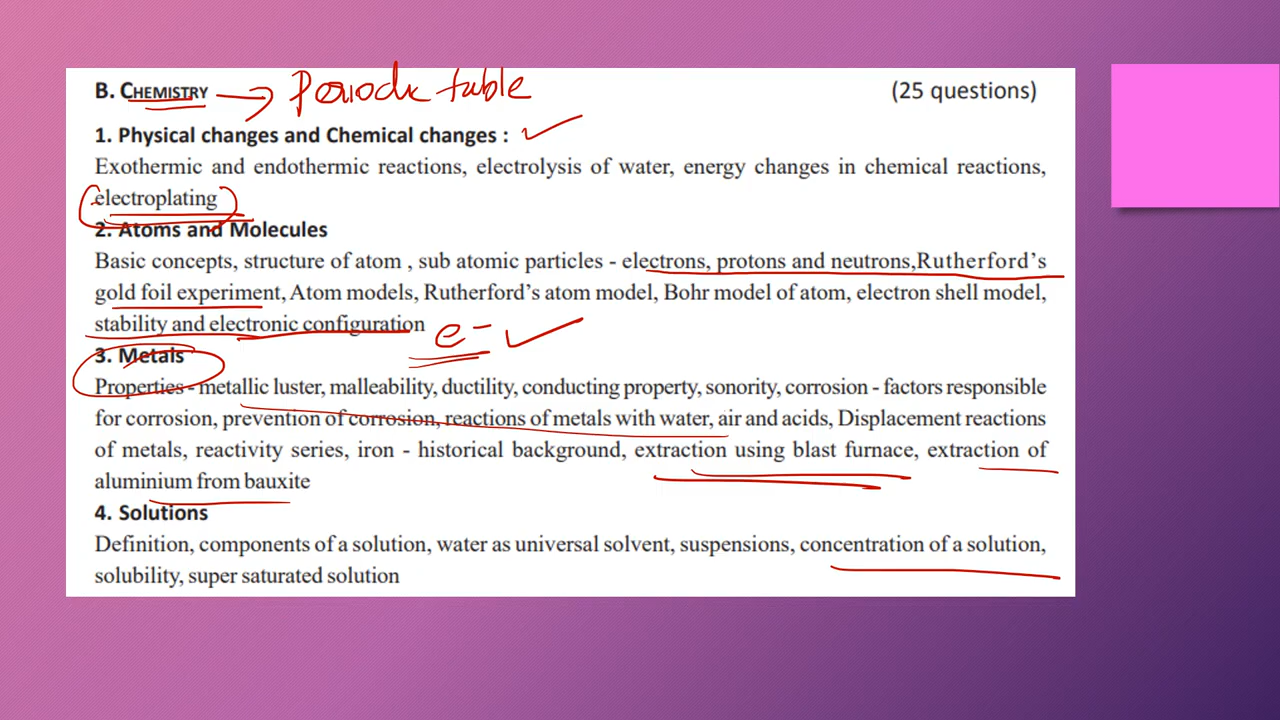 B. CHEMISTRY → Periodic table (25 questions)
1. Physical changes and Chemical changes : ✓
Exothermic and endothermic reactions, electrolysis of water, energy changes in chemical reactions,
electroplating
2. Atoms and Molecules
Basic concepts, structure of atom , sub atomic particles - electrons, protons and neutrons,Rutherford's
gold foil experiment, Atom models, Rutherford's atom model, Bohr model of atom, electron shell model,
stability and electronic configuration
e- ✓
3. Metals
Properties - metallic luster, malleability, ductility, conducting property, sonority, corrosion - factors responsible
for corrosion, prevention of corrosion, reactions of metals with water, air and acids, Displacement reactions
of metals, reactivity series, iron - historical background, extraction using blast furnace, extraction of
aluminium from bauxite
4. Solutions
Definition, components of a solution, water as universal solvent, suspensions, concentration of a solution,
solubility, super saturated solution